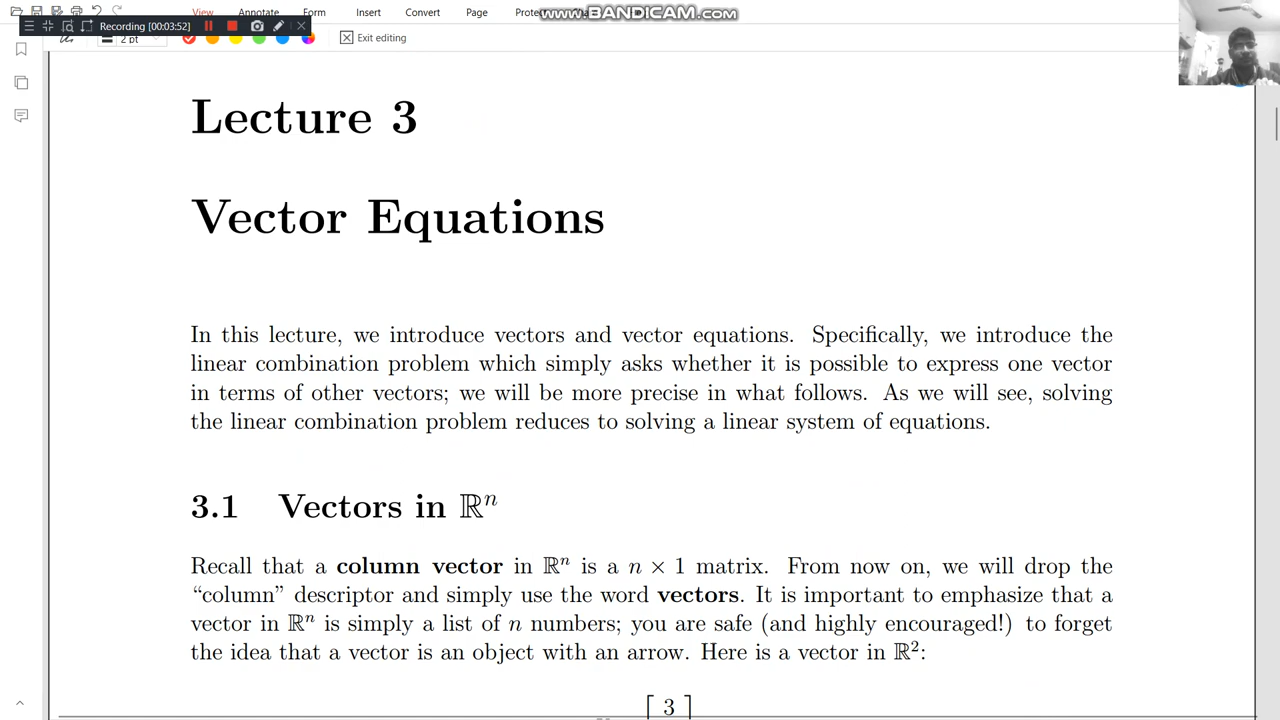 www.BANDICAM.com
View Annotate Form Insert Convert Page
Recording [00:03:52]
2 pt Exit editing
Lecture 3
Vector Equations
In this lecture, we introduce vectors and vector equations. Specifically, we introduce the
linear combination problem which simply asks whether it is possible to express one vector
in terms of other vectors; we will be more precise in what follows. As we will see, solving
the linear combination problem reduces to solving a linear system of equations.
3.1 Vectors in ℝⁿ
Recall that a column vector in ℝⁿ is a n × 1 matrix. From now on, we will drop the
“column” descriptor and simply use the word vectors. It is important to emphasize that a
vector in ℝⁿ is simply a list of n numbers; you are safe (and highly encouraged!) to forget
the idea that a vector is an object with an arrow. Here is a vector in ℝ²:
[ 3 ]